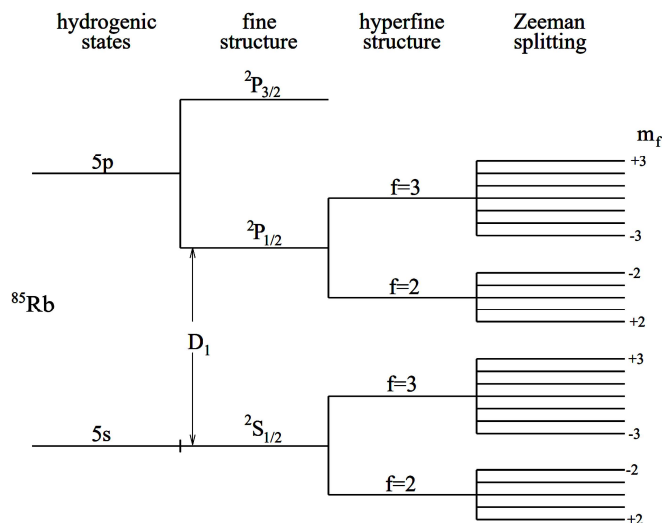 hydrogenic
states
fine
structure
hyperfine
structure
Zeeman
splitting
²P₃/₂
m_f
5p
+3
f=3
²P₁/₂
-3
-2
f=2
⁸⁵Rb
+2
D₁
+3
f=3
²S₁/₂
5s
-3
-2
f=2
+2